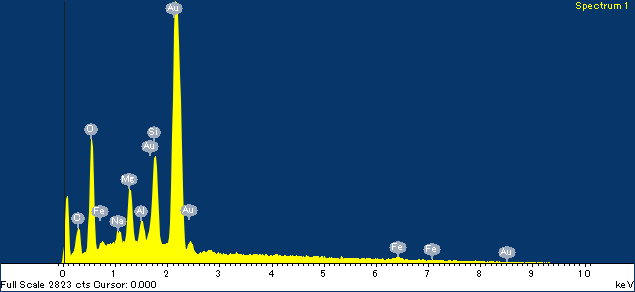 Spectrum 1
Au
O
Si
Au
Mg
C
Fe
Na
Al
Au
Fe
Fe
Au
0 1 2 3 4 5 6 7 8 9 10
Full Scale 2823 cts Cursor: 0.000 keV